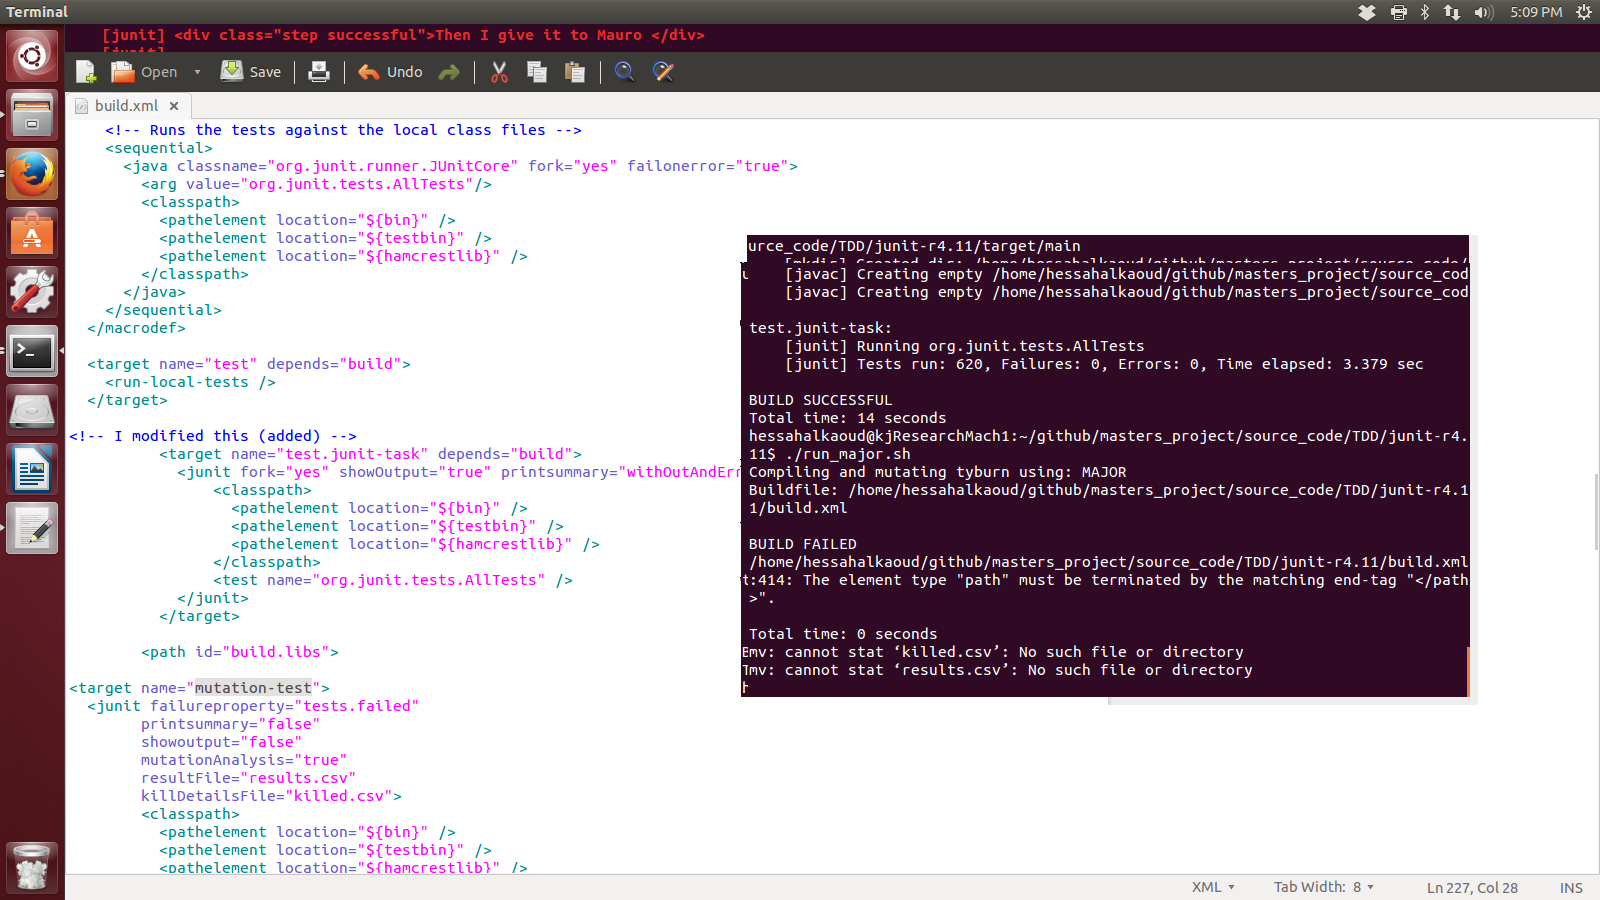 Terminal
5:09 PM
[junit] <div class="step successful">Then I give it to Mauro </div>
[junit]
Open
Save
Undo
build.xml
<!-- Runs the tests against the local class files -->
<sequential>
<java classname="org.junit.runner.JUnitCore" fork="yes" failonerror="true">
<arg value="org.junit.tests.AllTests"/>
<classpath>
<pathelement location="${bin}" />
<pathelement location="${testbin}" />
<pathelement location="${hamcrestlib}" />
</classpath>
</java>
</sequential>
</macrodef>
<target name="test" depends="build">
<run-local-tests />
</target>
<!-- I modified this (added) -->
<target name="test.junit-task" depends="build">
<junit fork="yes" showOutput="true" printsummary="withOutAndErr
<classpath>
<pathelement location="${bin}" />
<pathelement location="${testbin}" />
<pathelement location="${hamcrestlib}" />
</classpath>
<test name="org.junit.tests.AllTests" />
</junit>
</target>
<path id="build.libs">
<target name="mutation-test">
<junit failureproperty="tests.failed"
printsummary="false"
showoutput="false"
mutationAnalysis="true"
resultFile="results.csv"
killDetailsFile="killed.csv">
<classpath>
<pathelement location="${bin}" />
<pathelement location="${testbin}" />
<pathelement location="${hamcrestlib}" />
urce_code/TDD/junit-r4.11/target/main
[mkdir] Created dir: /home/hessahalkaoud/github/masters_project/source_code/
[javac] Creating empty /home/hessahalkaoud/github/masters_project/source_cod
[javac] Creating empty /home/hessahalkaoud/github/masters_project/source_cod
test.junit-task:
[junit] Running org.junit.tests.AllTests
[junit] Tests run: 620, Failures: 0, Errors: 0, Time elapsed: 3.379 sec
BUILD SUCCESSFUL
Total time: 14 seconds
hessahalkaoud@kjResearchMach1:~/github/masters_project/source_code/TDD/junit-r4.
11$ ./run_major.sh
Compiling and mutating tyburn using: MAJOR
Buildfile: /home/hessahalkaoud/github/masters_project/source_code/TDD/junit-r4.1
1/build.xml
BUILD FAILED
/home/hessahalkaoud/github/masters_project/source_code/TDD/junit-r4.11/build.xml
:414: The element type "path" must be terminated by the matching end-tag "</path
>".
Total time: 0 seconds
mv: cannot stat ‘killed.csv’: No such file or directory
mv: cannot stat ‘results.csv’: No such file or directory
h
XML
Tab Width: 8
Ln 227, Col 28
INS